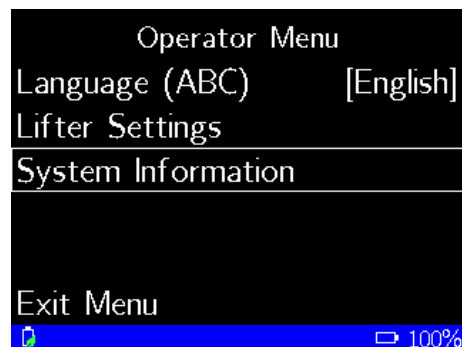 Operator Menu
Language (ABC) [English]
Lifter Settings
System Information
Exit Menu
100%